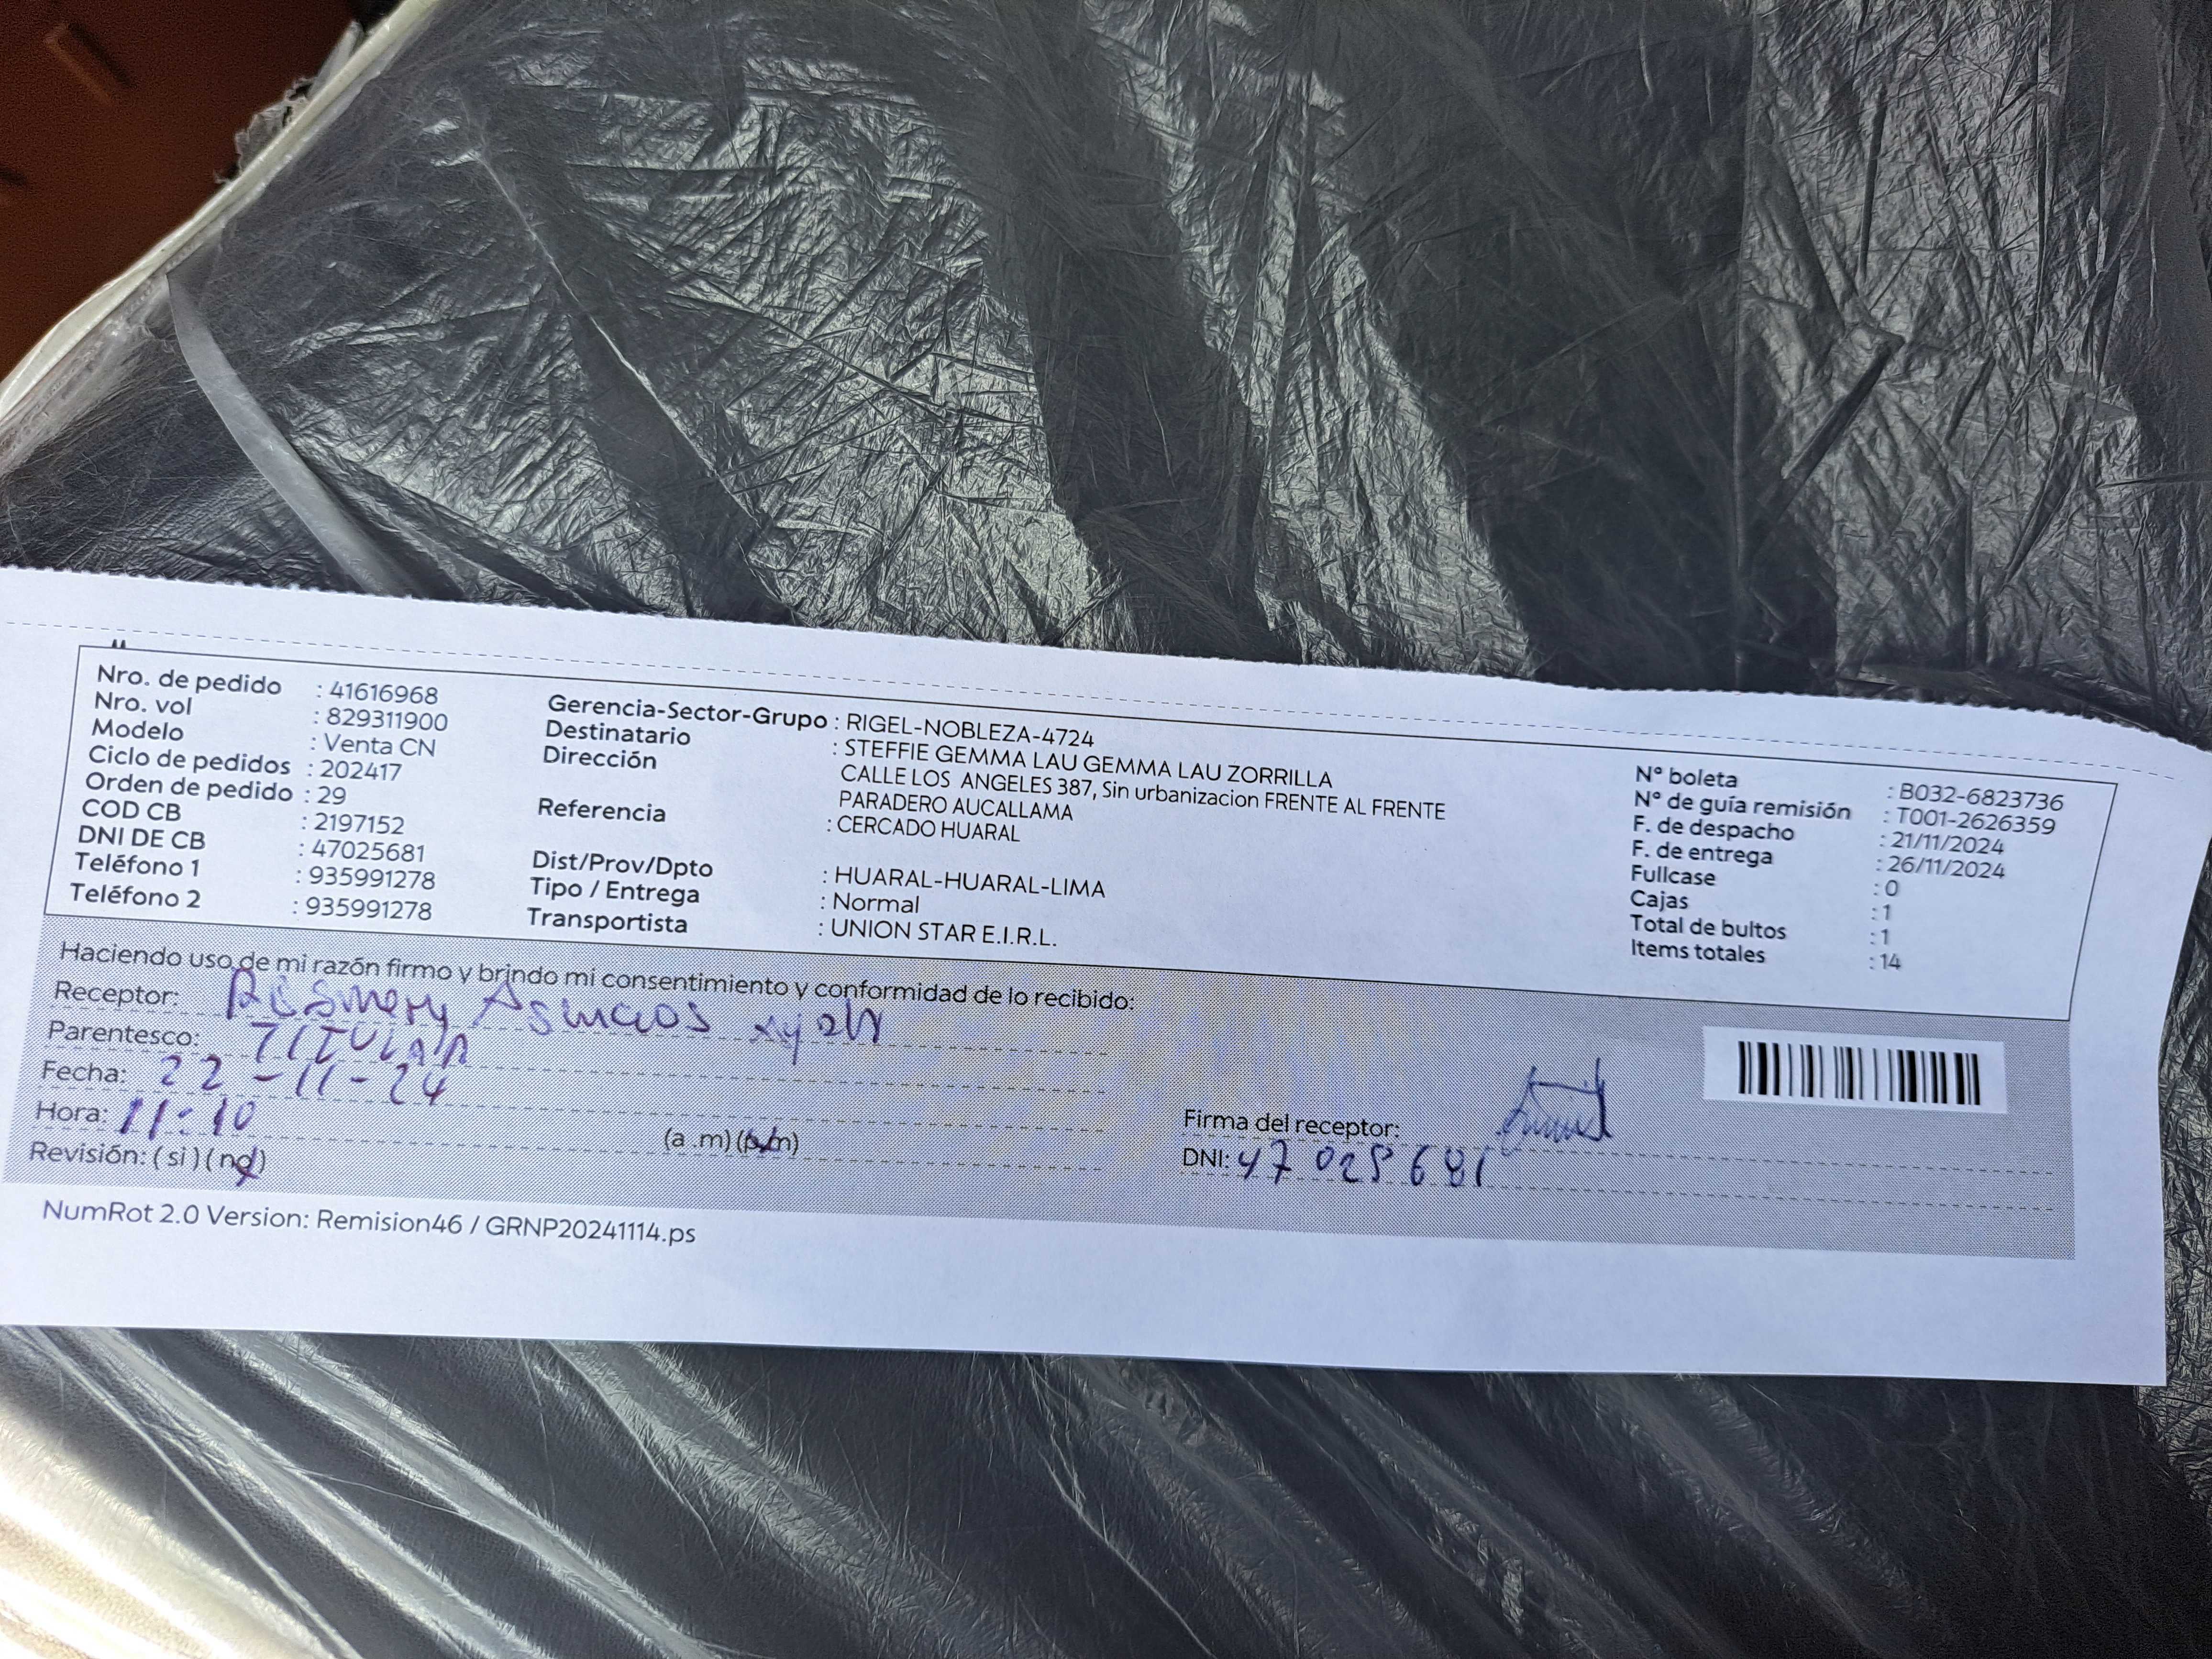 Nro. de pedido : 41616968
Nro. vol : 829311900
Modelo : Venta CN
Ciclo de pedidos : 202417
Orden de pedido : 29
COD CB : 2197152
DNI DE CB : 47025681
Teléfono 1 : 935991278
Teléfono 2 : 935991278
Gerencia-Sector-Grupo : RIGEL-NOBLEZA-4724
Destinatario : STEFFIE GEMMA LAU GEMMA LAU ZORRILLA
Dirección CALLE LOS ANGELES 387, Sin urbanizacion FRENTE AL FRENTE
PARADERO AUCALLAMA
Referencia : CERCADO HUARAL
Dist/Prov/Dpto : HUARAL-HUARAL-LIMA
Tipo / Entrega : Normal
Transportista : UNION STAR E.I.R.L.
N° boleta : B032-6823736
N° de guía remisión : T001-2626359
F. de despacho : 21/11/2024
F. de entrega : 26/11/2024
Fullcase : 0
Cajas : 1
Total de bultos : 1
Items totales : 14
Haciendo uso de mi razón firmo y brindo mi consentimiento y conformidad de lo recibido:
Receptor:
Parentesco: TITULAR
Fecha: 22-11-24
Hora: 11:10 (a .m) (p.m)
Revisión: (si) (no)
Firma del receptor:
DNI: 47025681
NumRot 2.0 Version: Remision46 / GRNP20241114.ps